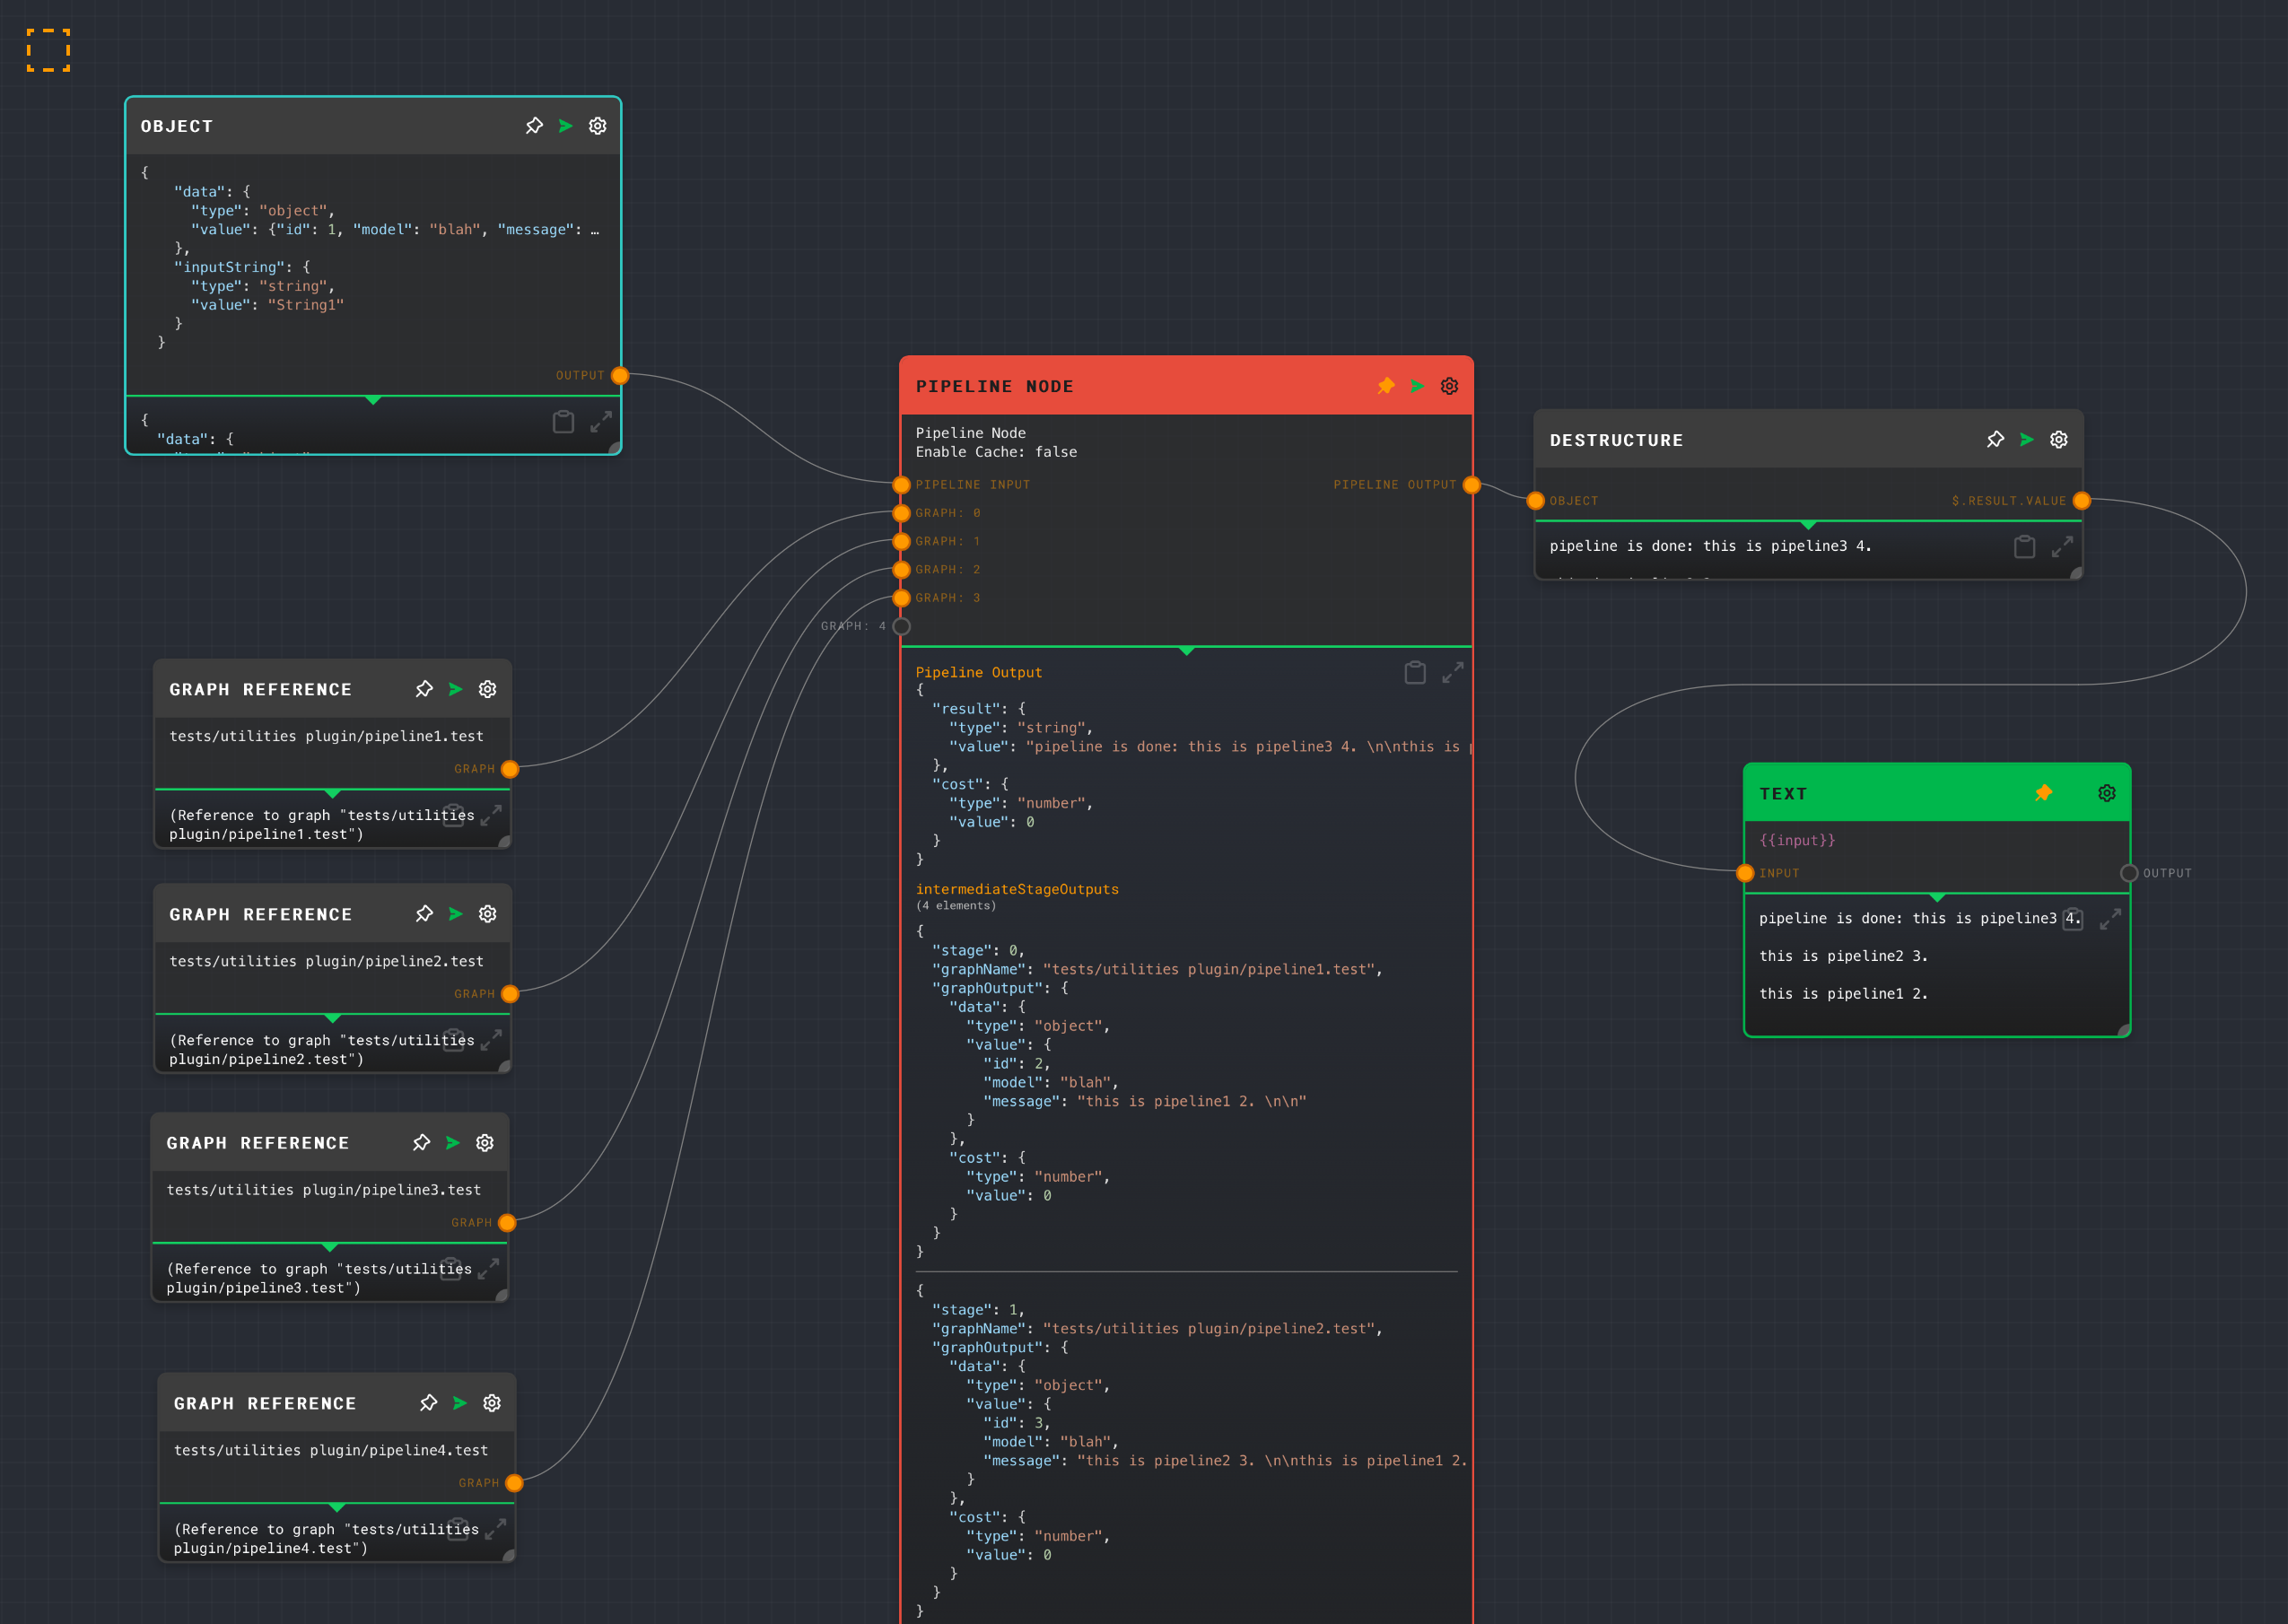 OBJECT
{
"data": {
"type": "object",
"value": {"id": 1, "model": "blah", "message": …
},
"inputString": {
"type": "string",
"value": "String1"
}
}
OUTPUT
{
"data": {
GRAPH REFERENCE
tests/utilities plugin/pipeline1.test
GRAPH
(Reference to graph "tests/utilities
plugin/pipeline1.test")
GRAPH REFERENCE
tests/utilities plugin/pipeline2.test
GRAPH
(Reference to graph "tests/utilities
plugin/pipeline2.test")
GRAPH REFERENCE
tests/utilities plugin/pipeline3.test
GRAPH
(Reference to graph "tests/utilities
plugin/pipeline3.test")
GRAPH REFERENCE
tests/utilities plugin/pipeline4.test
GRAPH
(Reference to graph "tests/utilities
plugin/pipeline4.test")
PIPELINE NODE
Pipeline Node
Enable Cache: false
PIPELINE INPUT
PIPELINE OUTPUT
GRAPH: 0
GRAPH: 1
GRAPH: 2
GRAPH: 3
GRAPH: 4
Pipeline Output
{
"result": {
"type": "string",
"value": "pipeline is done: this is pipeline3 4. \n\nthis is
},
"cost": {
"type": "number",
"value": 0
}
}
intermediateStageOutputs
(4 elements)
{
"stage": 0,
"graphName": "tests/utilities plugin/pipeline1.test",
"graphOutput": {
"data": {
"type": "object",
"value": {
"id": 2,
"model": "blah",
"message": "this is pipeline1 2. \n\n"
}
},
"cost": {
"type": "number",
"value": 0
}
}
}
{
"stage": 1,
"graphName": "tests/utilities plugin/pipeline2.test",
"graphOutput": {
"data": {
"type": "object",
"value": {
"id": 3,
"model": "blah",
"message": "this is pipeline2 3. \n\nthis is pipeline1 2.
}
},
"cost": {
"type": "number",
"value": 0
}
}
}
DESTRUCTURE
OBJECT
$.RESULT.VALUE
pipeline is done: this is pipeline3 4.
TEXT
{{input}}
INPUT
OUTPUT
pipeline is done: this is pipeline3 4.
this is pipeline2 3.
this is pipeline1 2.